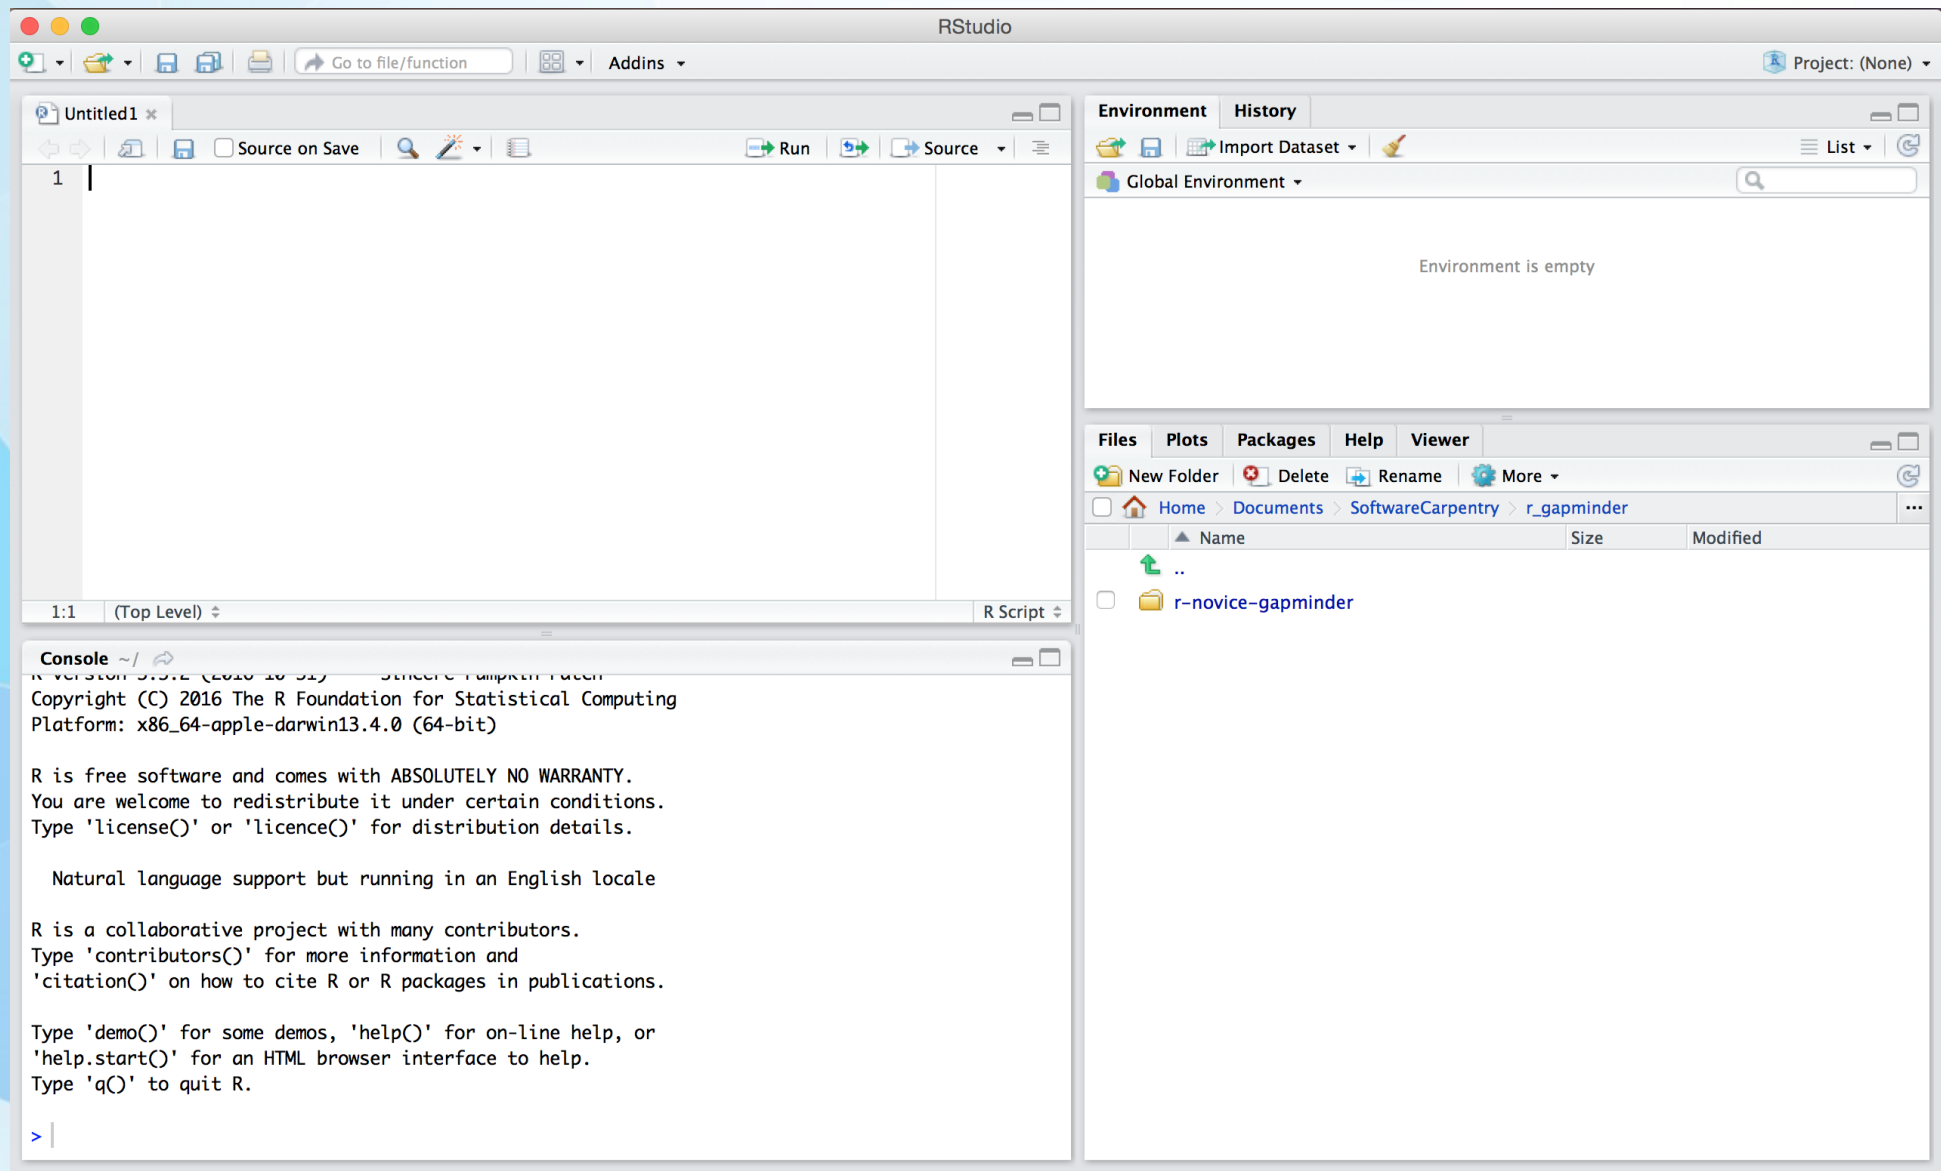 RStudio
Go to file/function
Addins
Project: (None)
Untitled1
Source on Save
Run
Source
1
1:1 (Top Level)
R Script
Console ~/
Copyright (C) 2016 The R Foundation for Statistical Computing
Platform: x86_64-apple-darwin13.4.0 (64-bit)
R is free software and comes with ABSOLUTELY NO WARRANTY.
You are welcome to redistribute it under certain conditions.
Type 'license()' or 'licence()' for distribution details.
Natural language support but running in an English locale
R is a collaborative project with many contributors.
Type 'contributors()' for more information and
'citation()' on how to cite R or R packages in publications.
Type 'demo()' for some demos, 'help()' for on-line help, or
'help.start()' for an HTML browser interface to help.
Type 'q()' to quit R.
>
Environment History
Import Dataset
List
Global Environment
Environment is empty
Files Plots Packages Help Viewer
New Folder Delete Rename More
Home Documents SoftwareCarpentry r_gapminder ...
Name Size Modified
..
r-novice-gapminder